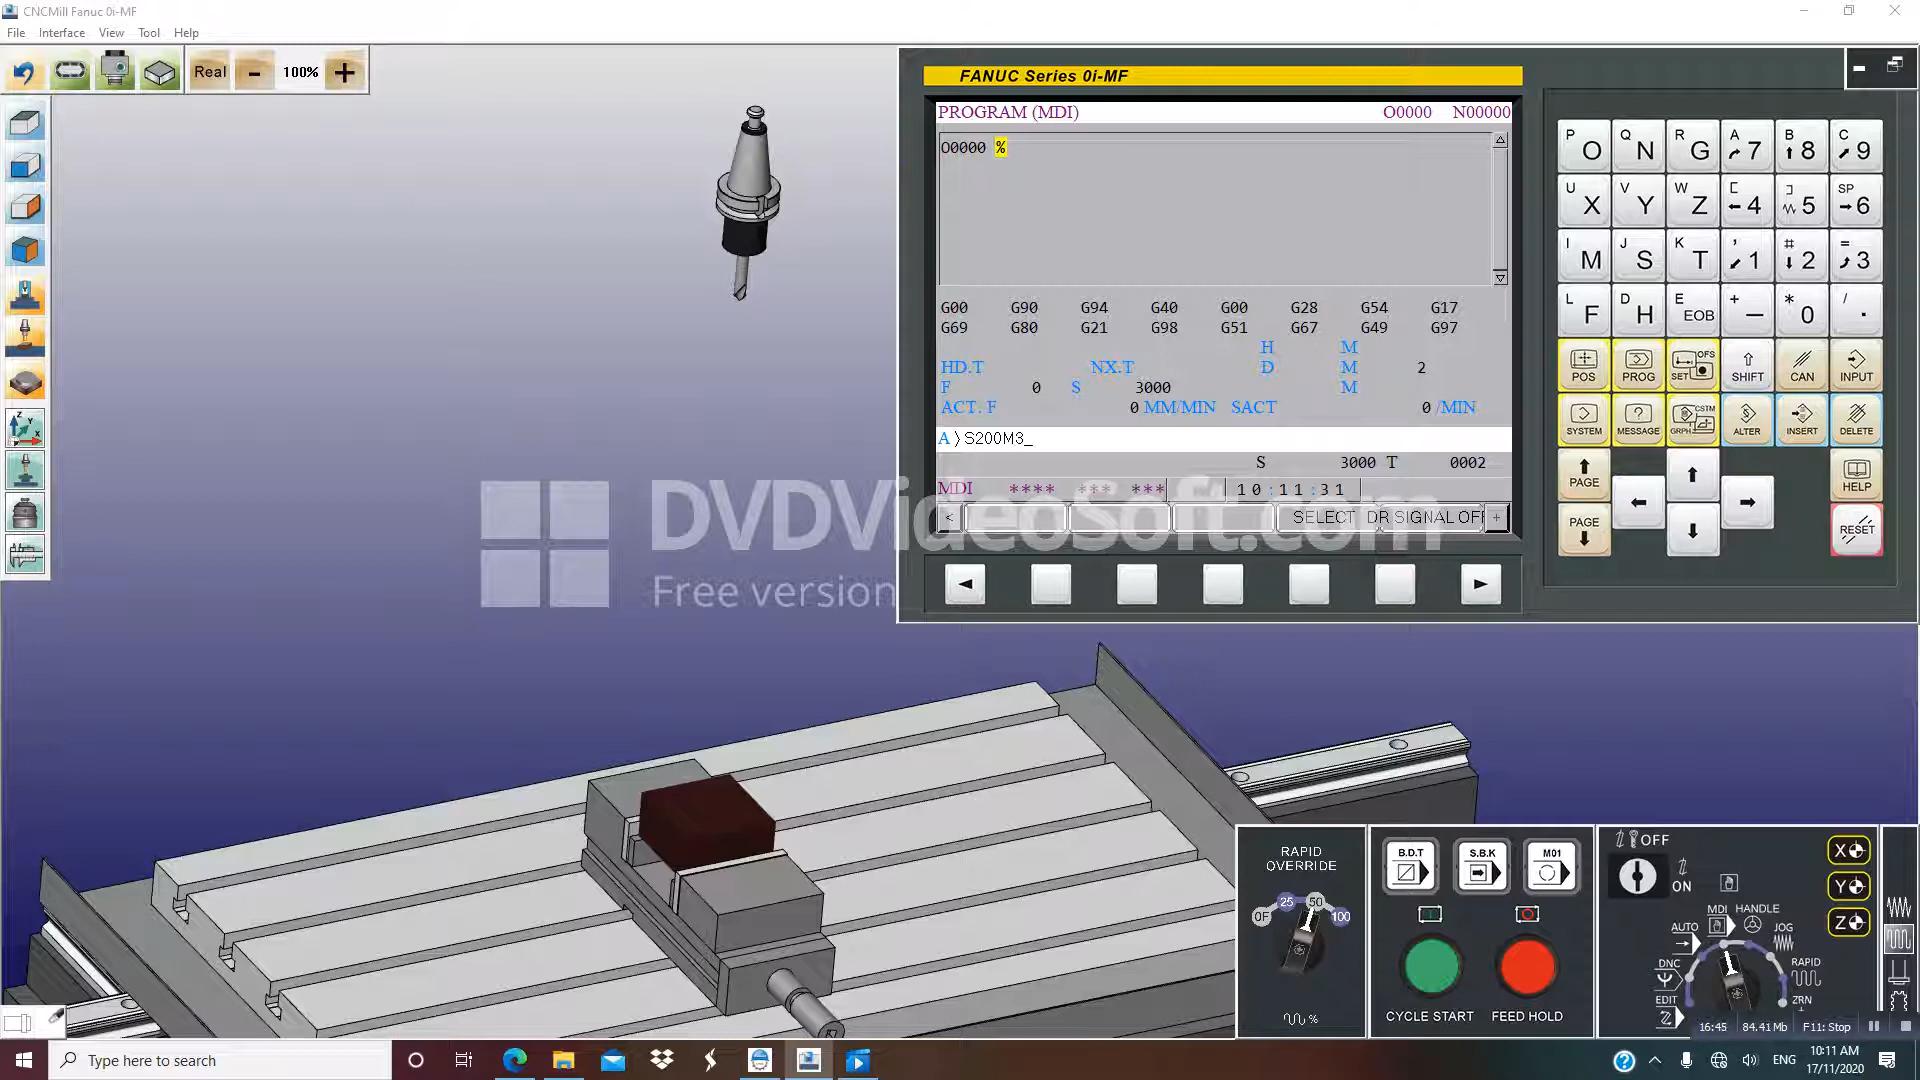 CNCMill Fanuc 0i-MF
File Interface View Tool Help
Real - 100% +
FANUC Series 0i-MF
PROGRAM (MDI) O0000 N00000
O0000 %
G00 G90 G94 G40 G00 G28 G54 G17
G69 G80 G21 G98 G51 G67 G49 G97
H M
HD.T NX.T D M 2
F 0 S 3000 M
ACT. F 0 MM/MIN SACT 0 /MIN
A ) S200M3_
S 3000 T 0002
MDI **** *** *** 10:11:31
< SELECT DR SIGNAL OFF +
DVDVideoSoft.com
Free version
P O Q N R G A 7 B 8 C 9
U X V Y W Z [ 4 ] 5 SP 6
I M J S K T , 1 # 2 = 3
L F D H E EOB + - * 0 / .
POS PROG OFS SET SHIFT CAN INPUT
SYSTEM MESSAGE CSTM GRPH ALTER INSERT DELETE
PAGE HELP
PAGE RESET
RAPID
OVERRIDE
0F 25 50 100
%
B.D.T S.B.K M01
CYCLE START FEED HOLD
OFF
ON
X
Y
Z
MDI HANDLE
AUTO JOG
DNC RAPID
EDIT ZRN
16:45 84.41 Mb F11: Stop
Type here to search
ENG
10:11 AM
17/11/2020